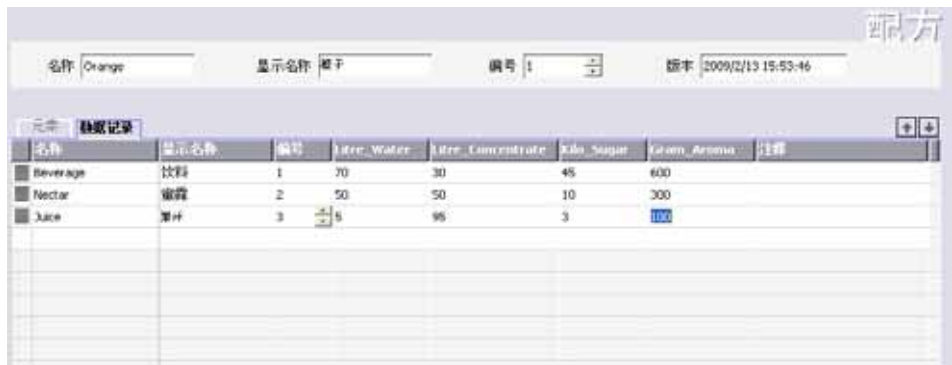 配方
名称 Orange 显示名称 橙子 编号 1 版本 2009/2/13 15:53:46
元素 数据记录
名称 显示名称 编号 Litre_Water Litre_Concentrate Kilo_Sugar Gram_Aroma 注释
Beverage 饮料 1 70 30 45 600
Nectar 蜜露 2 50 50 10 300
Juice 果汁 3 5 95 3 100